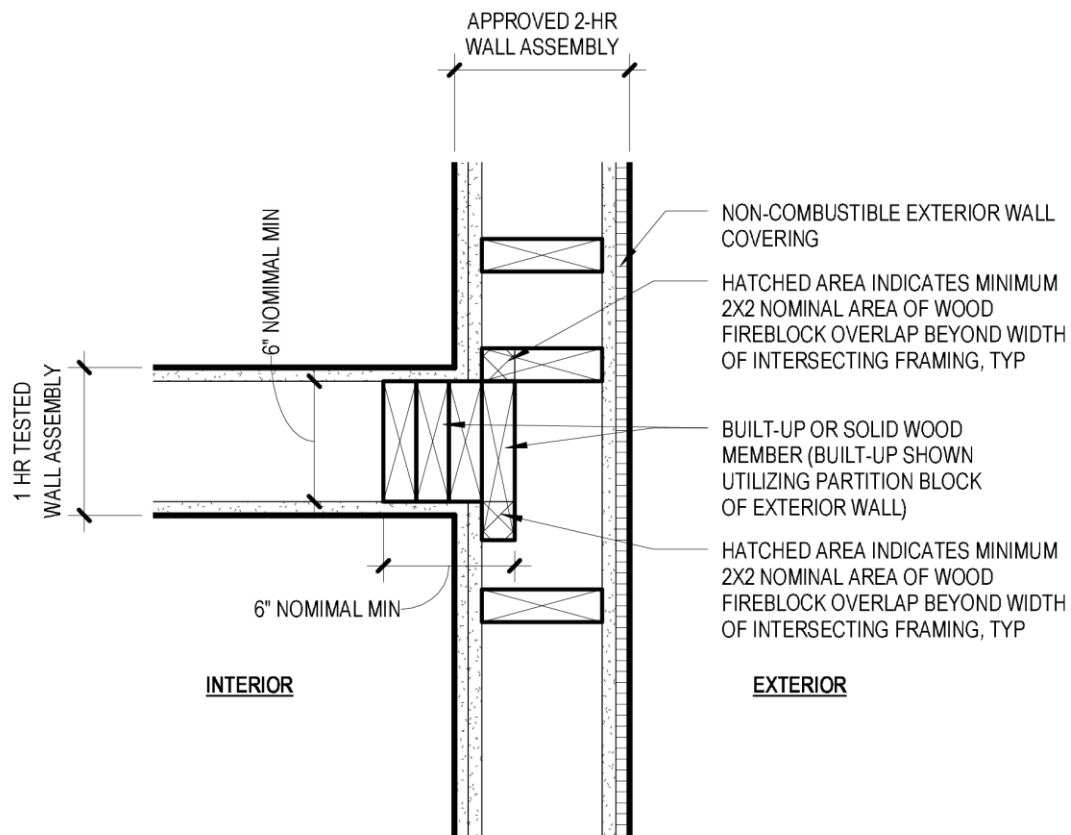 APPROVED 2-HR
WALL ASSEMBLY
NON-COMBUSTIBLE EXTERIOR WALL
COVERING
HATCHED AREA INDICATES MINIMUM
2X2 NOMINAL AREA OF WOOD
FIREBLOCK OVERLAP BEYOND WIDTH
OF INTERSECTING FRAMING, TYP
6" NOMIMAL MIN
1 HR TESTED
WALL ASSEMBLY
BUILT-UP OR SOLID WOOD
MEMBER (BUILT-UP SHOWN
UTILIZING PARTITION BLOCK
OF EXTERIOR WALL)
HATCHED AREA INDICATES MINIMUM
2X2 NOMINAL AREA OF WOOD
FIREBLOCK OVERLAP BEYOND WIDTH
OF INTERSECTING FRAMING, TYP
6" NOMIMAL MIN
INTERIOR
EXTERIOR